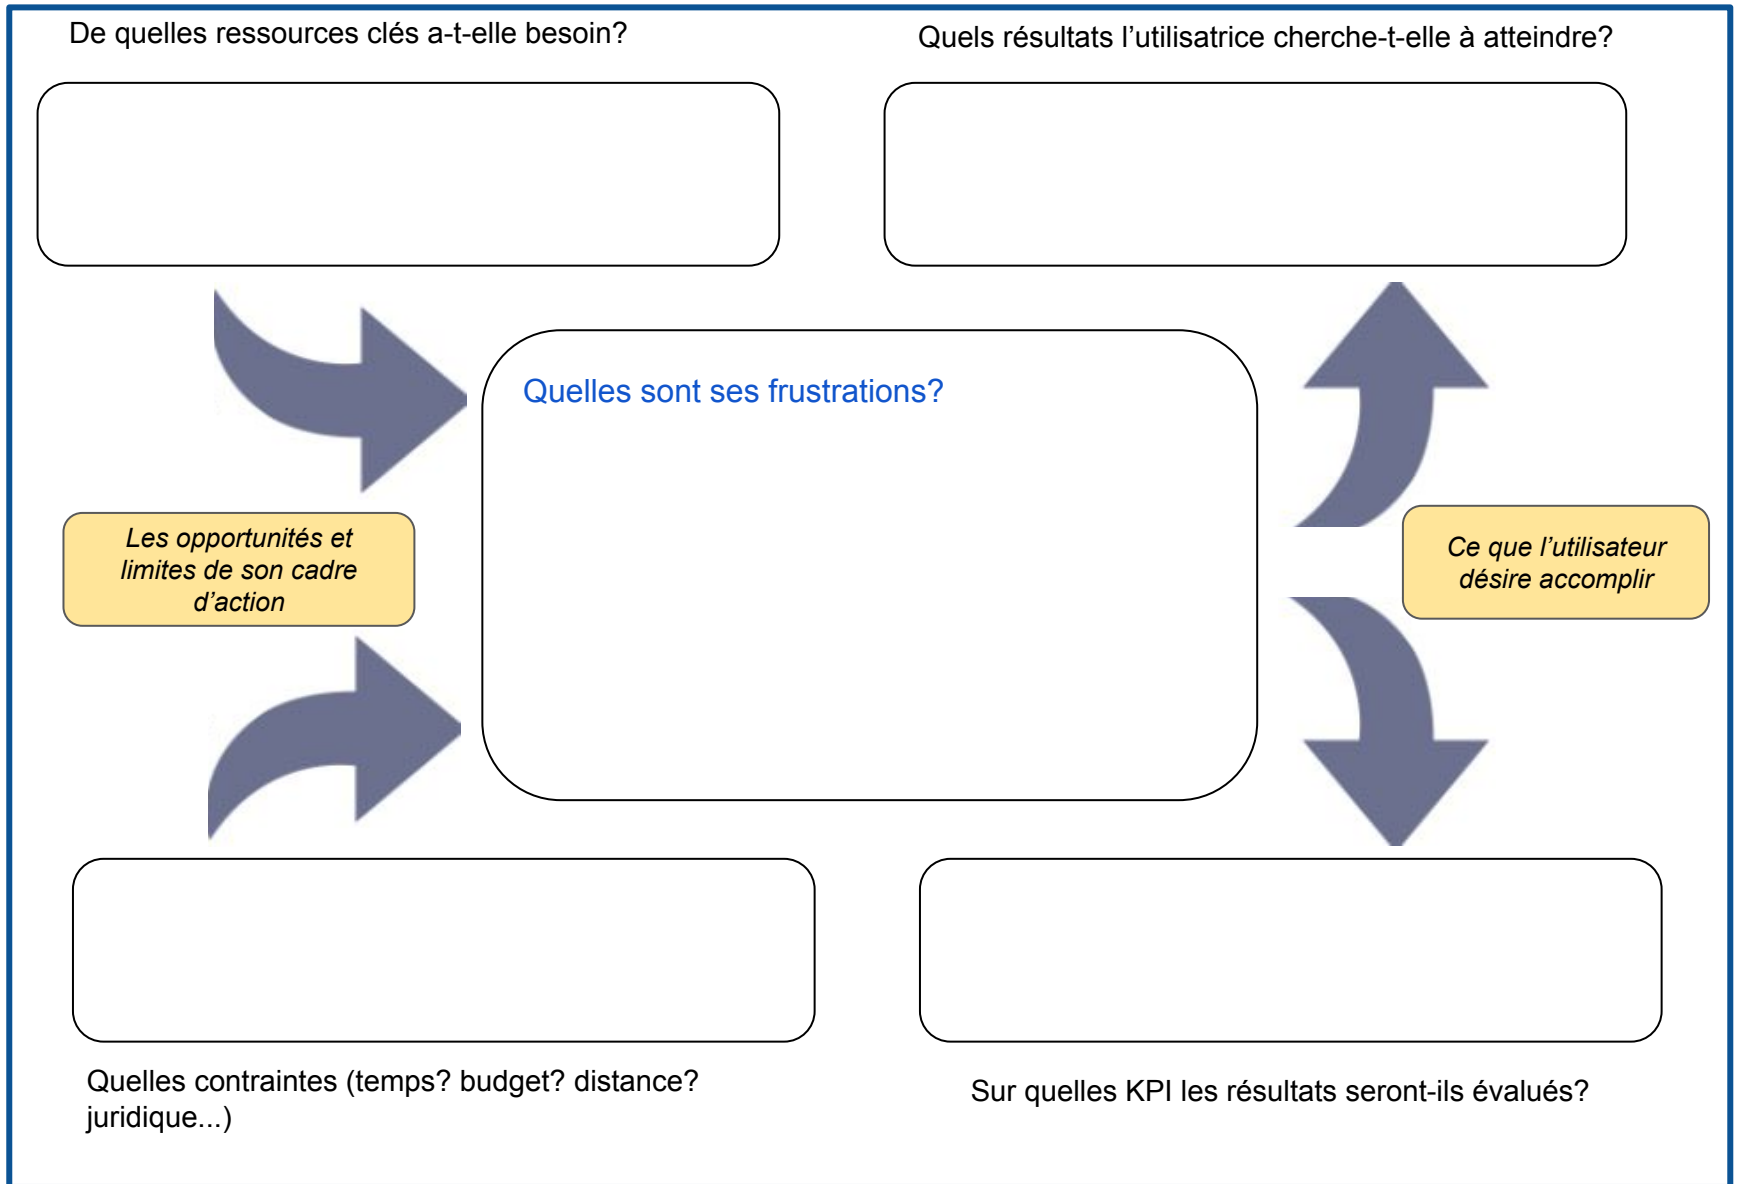 De quelles ressources clés a-t-elle besoin?
Quels résultats l’utilisatrice cherche-t-elle à atteindre?
Quelles sont ses frustrations?
Les opportunités et
limites de son cadre
d’action
Ce que l’utilisateur
désire accomplir
Quelles contraintes (temps? budget? distance?
juridique...)
Sur quelles KPI les résultats seront-ils évalués?